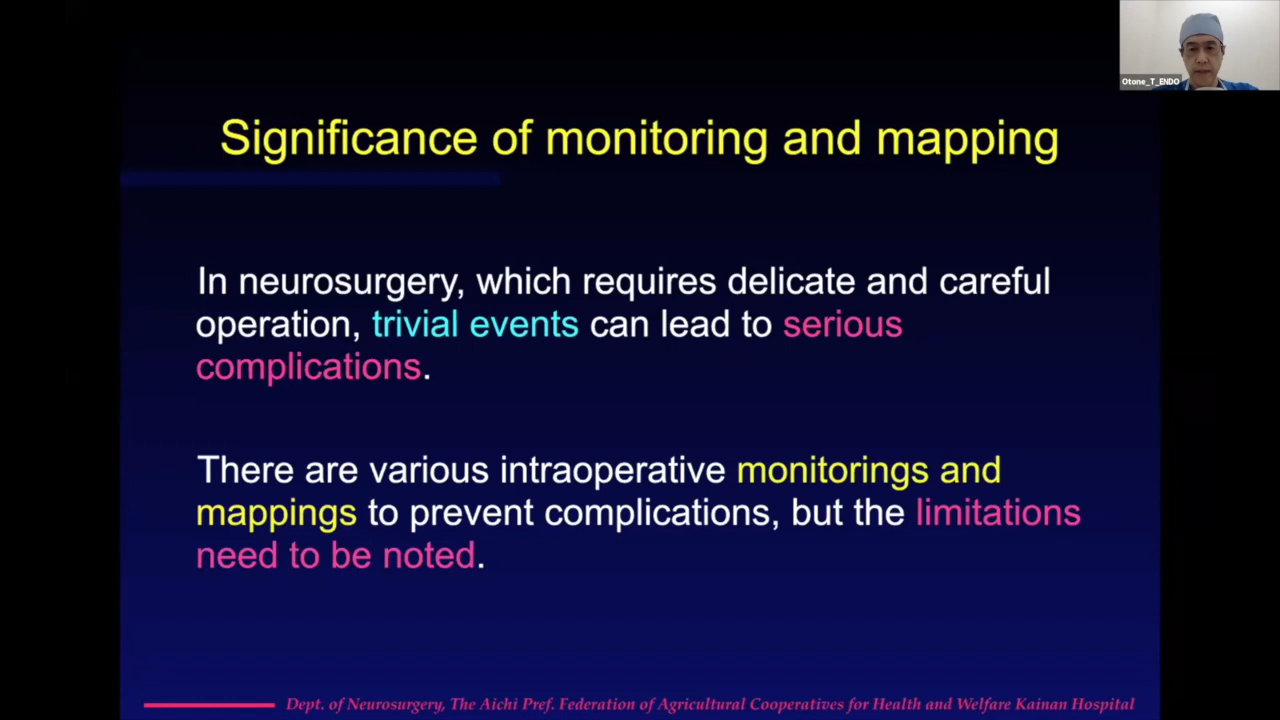 Otone_T_ENDO
Significance of monitoring and mapping
In neurosurgery, which requires delicate and careful
operation, trivial events can lead to serious
complications.
There are various intraoperative monitorings and
mappings to prevent complications, but the limitations
need to be noted.
Dept. of Neurosurgery, The Aichi Pref. Federation of Agricultural Cooperatives for Health and Welfare Kainan Hospital